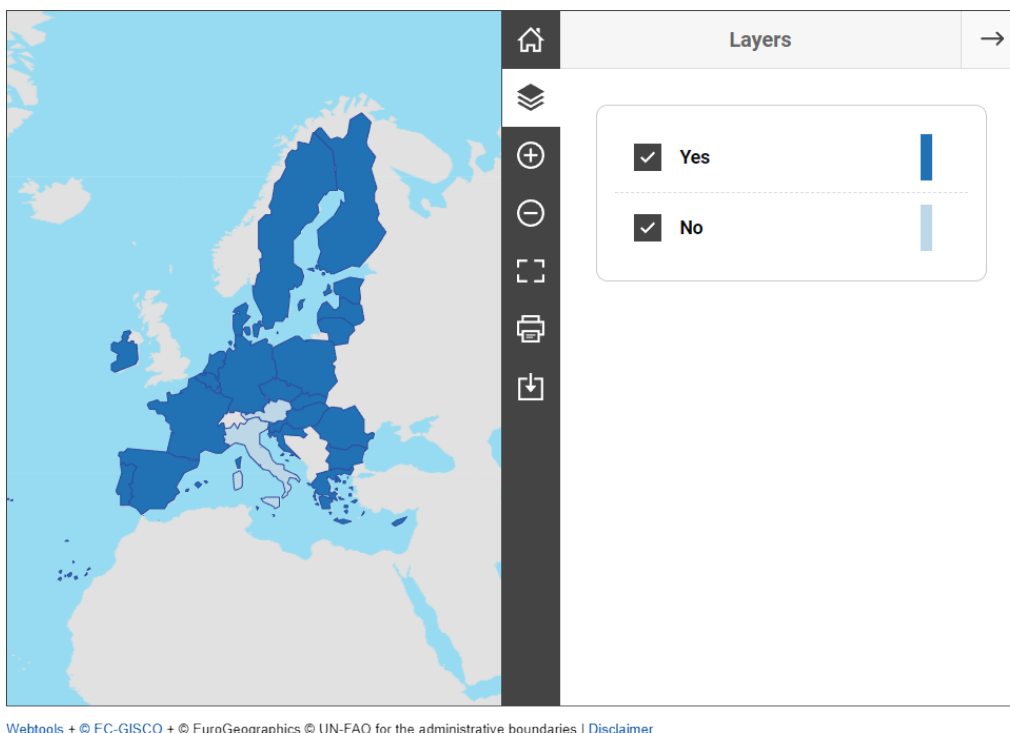 Layers
Yes
No
Webtools + © EC-GISCO + © EuroGeographics © UN-FAO for the administrative boundaries | Disclaimer